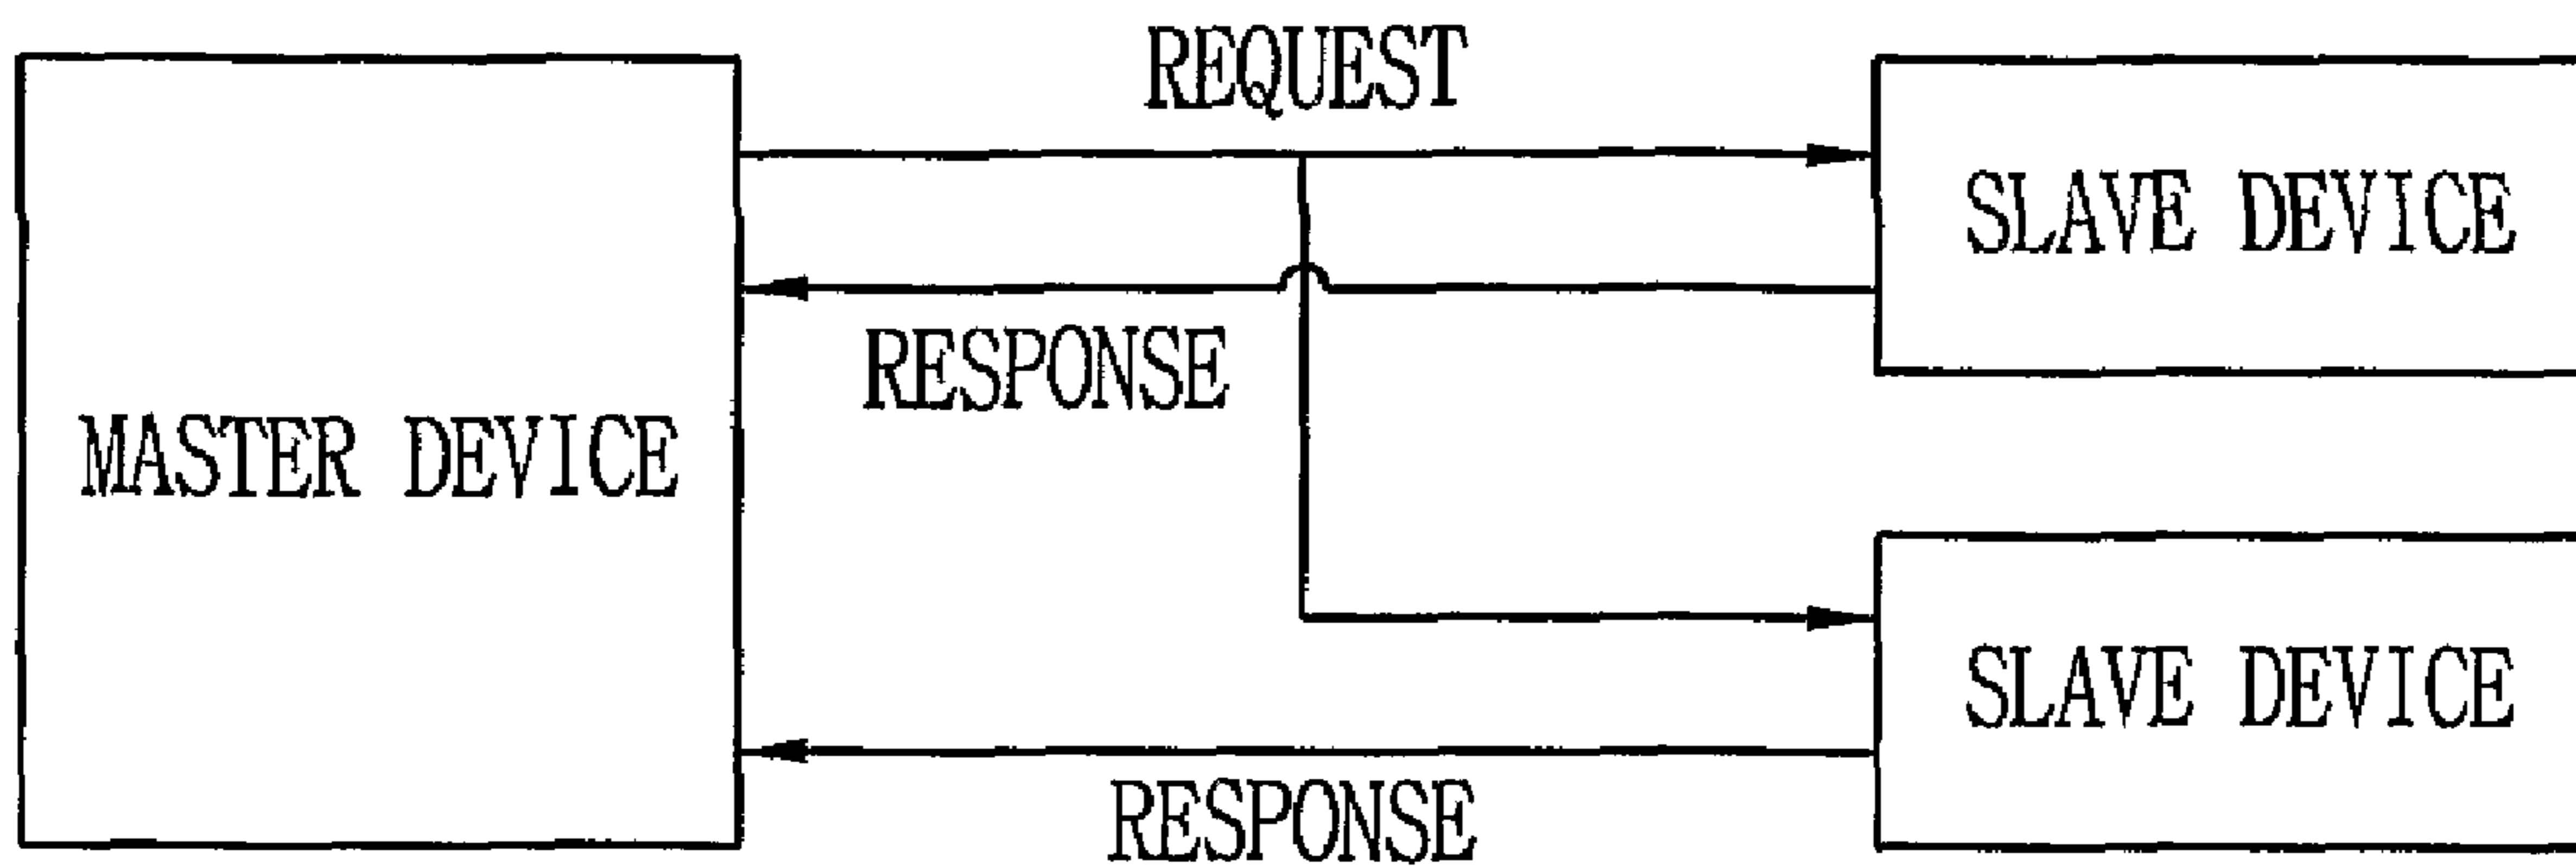 REQUEST
SLAVE DEVICE
RESPONSE
MASTER DEVICE
SLAVE DEVICE
RESPONSE